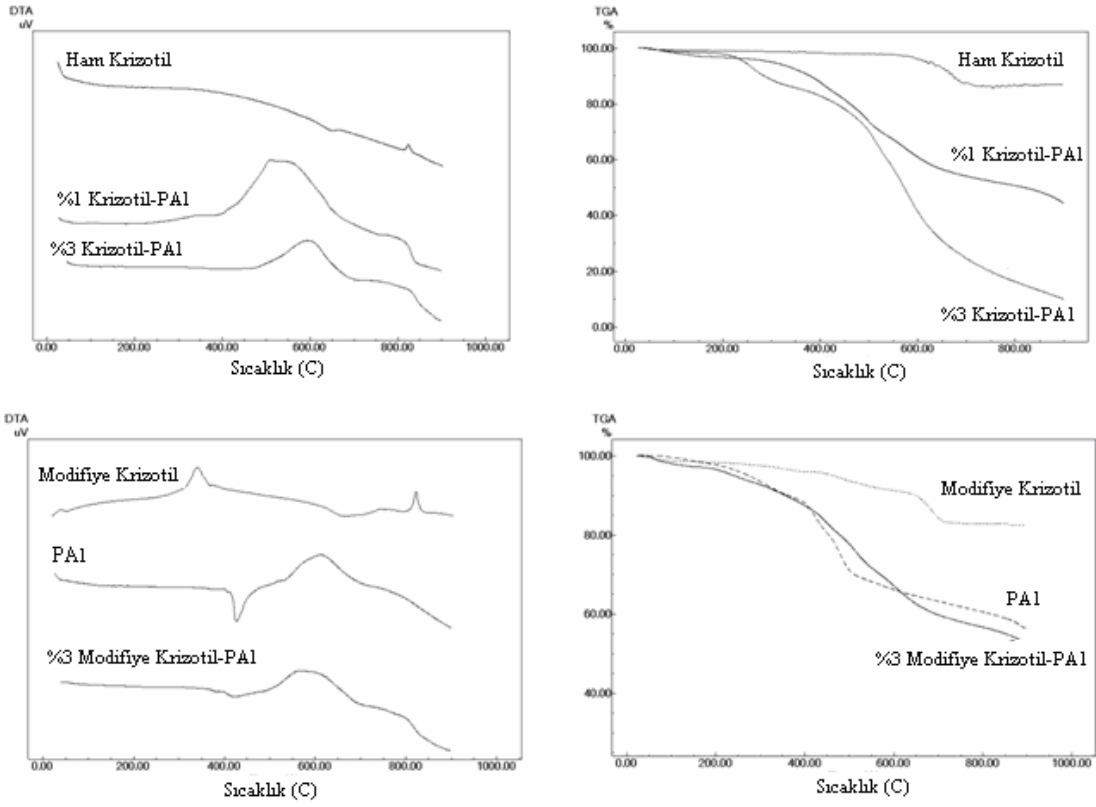 DTA
uV
Ham Krizotil
%1 Krizotil-PA1
%3 Krizotil-PA1
0.00 200.00 400.00 600.00 800.00 1000.00
Sıcaklık (C)
TGA
%
100.00
80.00
60.00
40.00
20.00
0.00
Ham Krizotil
%1 Krizotil-PA1
%3 Krizotil-PA1
0.00 200.00 400.00 600.00 800.00
Sıcaklık (C)
DTA
uV
Modifiye Krizotil
PA1
%3 Modifiye Krizotil-PA1
0.00 200.00 400.00 600.00 800.00 1000.00
Sıcaklık (C)
TGA
%
100.00
80.00
60.00
40.00
Modifiye Krizotil
PA1
%3 Modifiye Krizotil-PA1
0.00 200.00 400.00 600.00 800.00 1000.00
Sıcaklık (C)